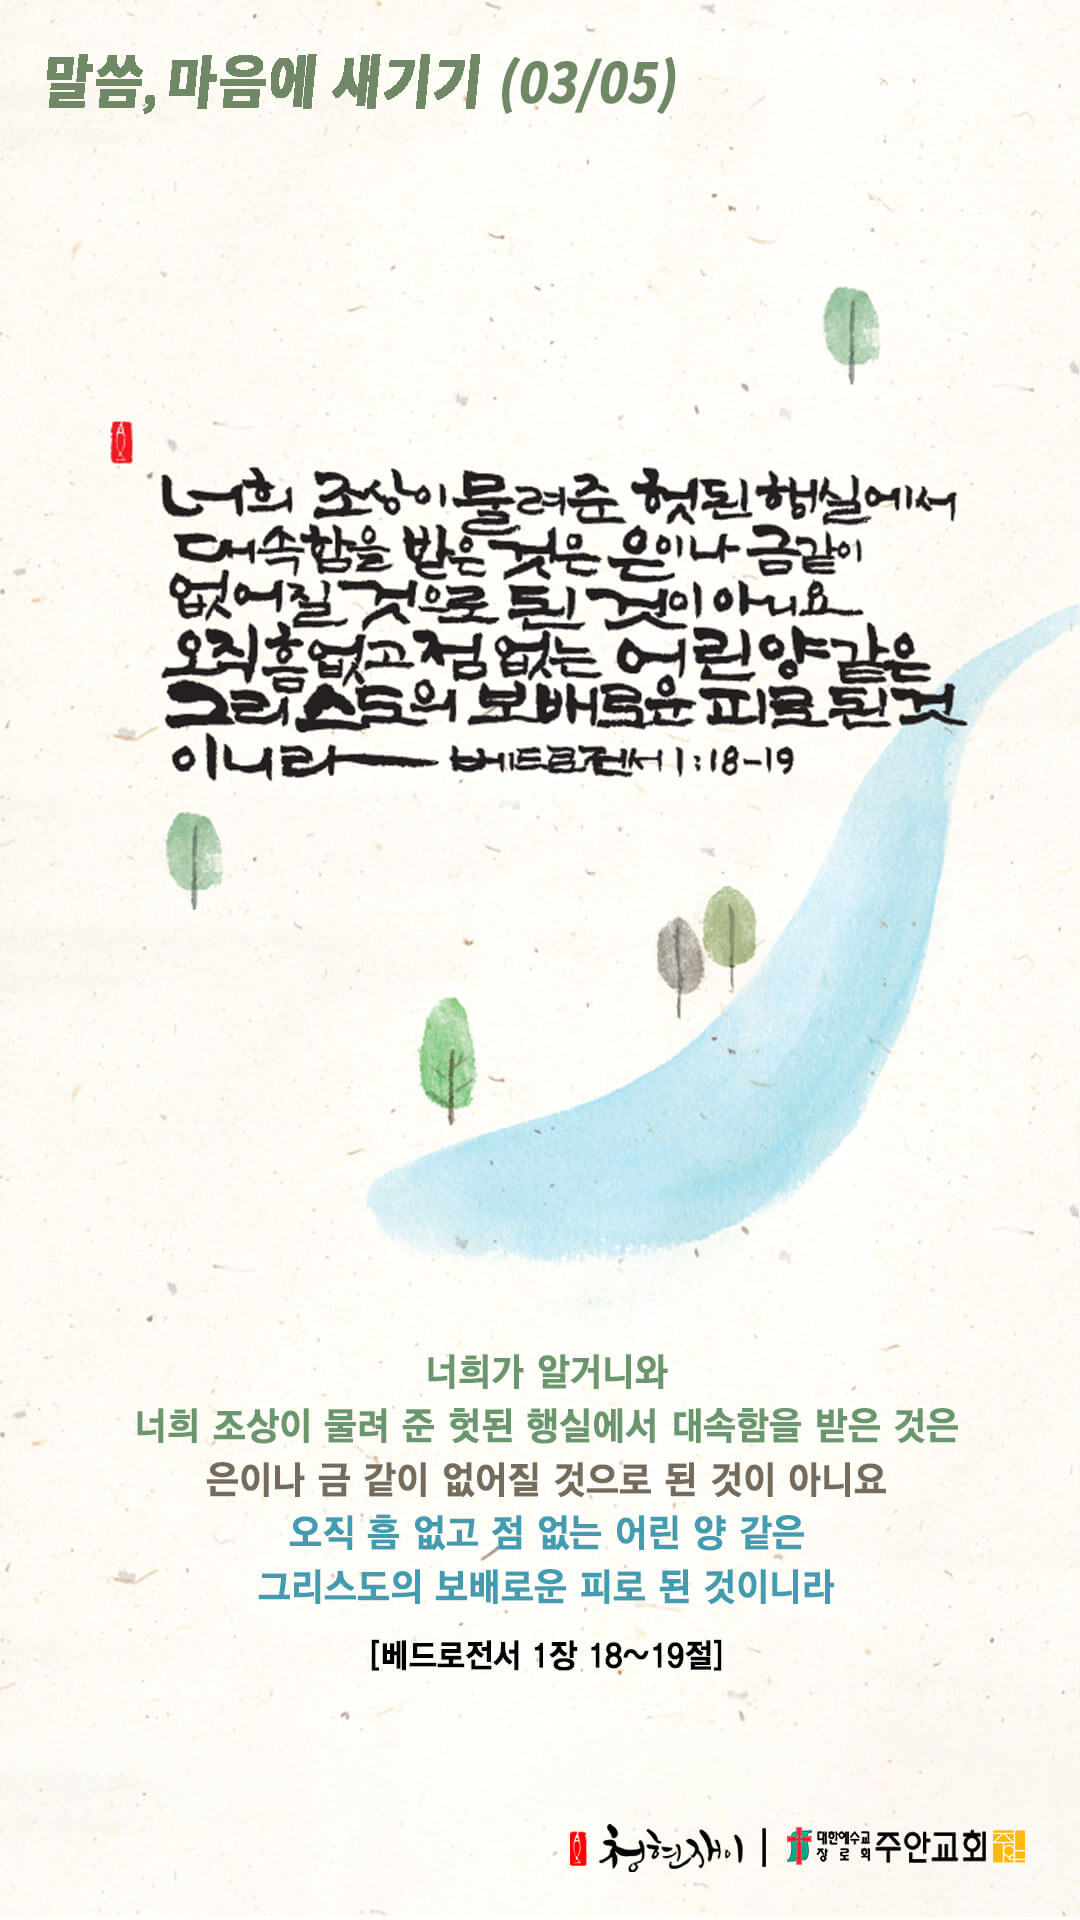 말씀, 마음에 새기기 (03/05)
너희 조상이 물려준 헛된 행실에서
대속함을 받은 것은 은이나 금같이
없어질 것으로 된 것이 아니요
오직 흠없고 점없는 어린양 같은
그리스도의 보배로운 피로 된 것
이니라 베드로전서 1:18-19
너희가 알거니와
너희 조상이 물려 준 헛된 행실에서 대속함을 받은 것은
은이나 금 같이 없어질 것으로 된 것이 아니요
오직 흠 없고 점 없는 어린 양 같은
그리스도의 보배로운 피로 된 것이니라
[베드로전서 1장 18~19절]
청현재이 | 대한예수교
장로회 주안교회